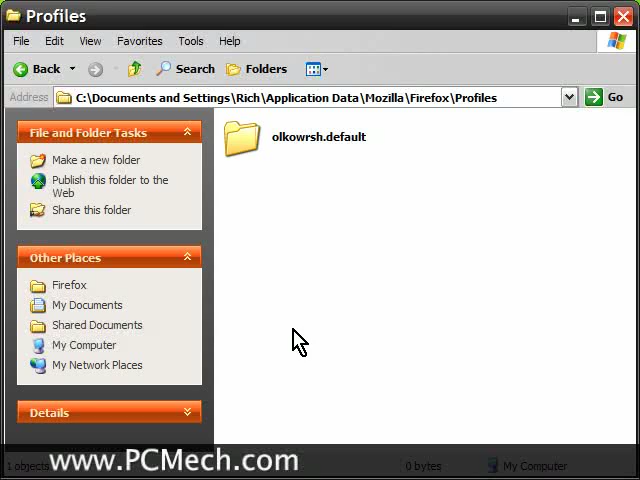 Profiles
File Edit View Favorites Tools Help
Back Search Folders
Address C:\Documents and Settings\Rich\Application Data\Mozilla\Firefox\Profiles Go
File and Folder Tasks
Make a new folder
Publish this folder to the
Web
Share this folder
olkowrsh.default
Other Places
Firefox
My Documents
Shared Documents
My Computer
My Network Places
Details
1 objects 0 bytes My Computer
www.PCMech.com